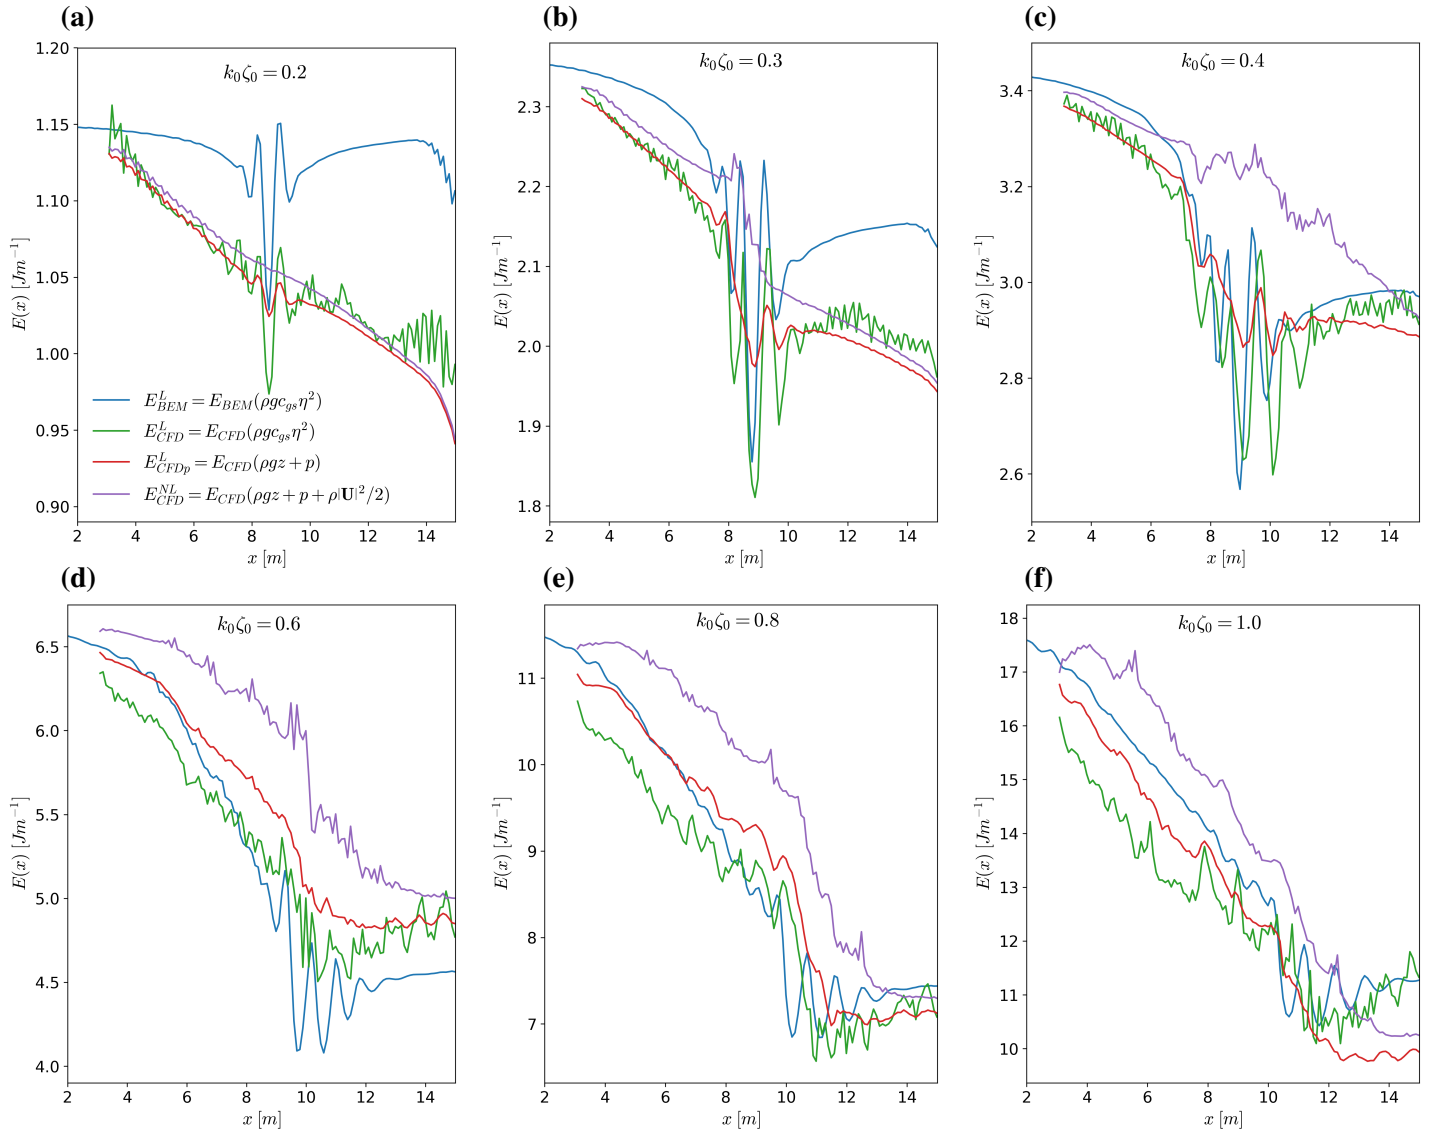 (a)
k₀ζ₀ = 0.2
1.20
1.15
1.10
1.05
1.00
0.95
0.90
E(x) [Jm⁻¹]
E^L_BEM = E_BEM(ρgc_gsη²)
E^L_CFD = E_CFD(ρgc_gsη²)
E^L_CFDp = E_CFD(ρgz + p)
E^NL_CFD = E_CFD(ρgz + p + ρ|U|²/2)
2 4 6 8 10 12 14
x [m]
(b)
k₀ζ₀ = 0.3
2.3
2.2
2.1
2.0
1.9
1.8
E(x) [Jm⁻¹]
2 4 6 8 10 12 14
x [m]
(c)
k₀ζ₀ = 0.4
3.4
3.2
3.0
2.8
2.6
E(x) [Jm⁻¹]
2 4 6 8 10 12 14
x [m]
(d)
k₀ζ₀ = 0.6
6.5
6.0
5.5
5.0
4.5
4.0
E(x) [Jm⁻¹]
2 4 6 8 10 12 14
x [m]
(e)
k₀ζ₀ = 0.8
11
10
9
8
7
E(x) [Jm⁻¹]
2 4 6 8 10 12 14
x [m]
(f)
k₀ζ₀ = 1.0
18
17
16
15
14
13
12
11
10
E(x) [Jm⁻¹]
2 4 6 8 10 12 14
x [m]